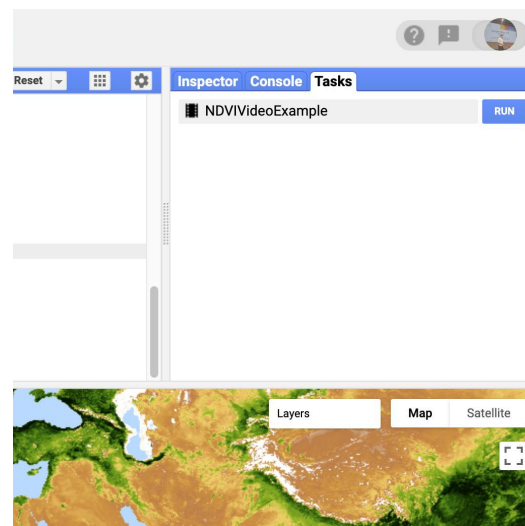 Reset
Inspector Console Tasks
NDVIVideoExample
RUN
Layers
Map Satellite